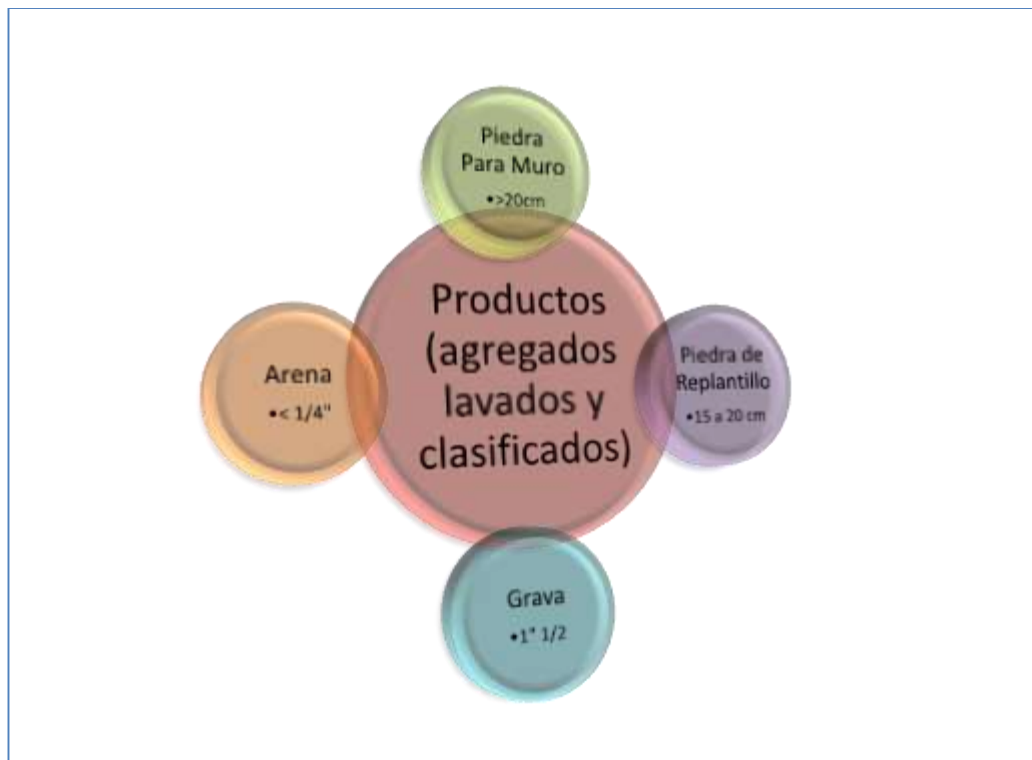 Piedra
Para Muro
•>20cm
Productos
(agregados
lavados y
clasificados)
Arena
•< 1/4"
Piedra de
Replantillo
•15 a 20 cm
Grava
•1" 1/2